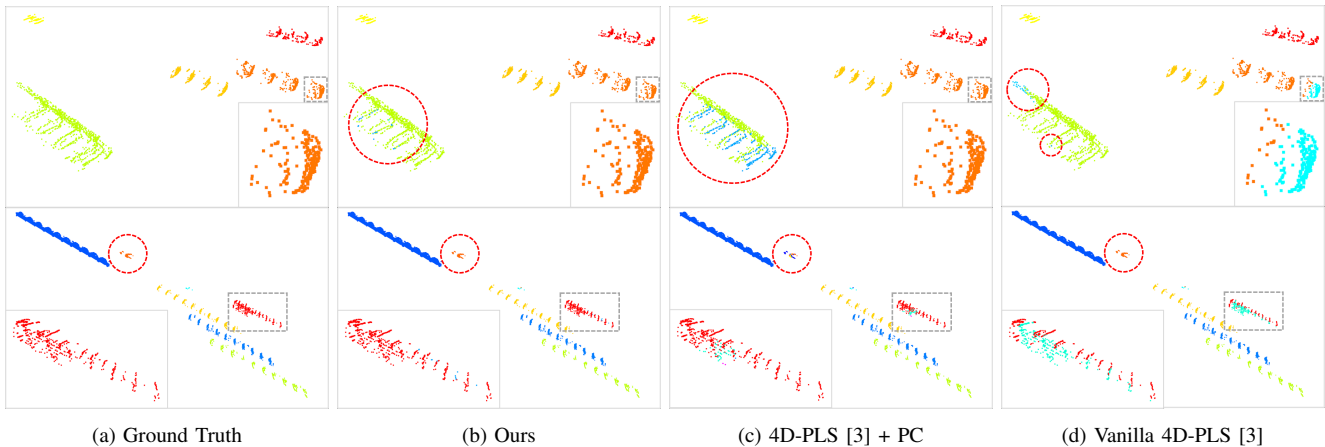 (a) Ground Truth
(b) Ours
(c) 4D-PLS [3] + PC
(d) Vanilla 4D-PLS [3]